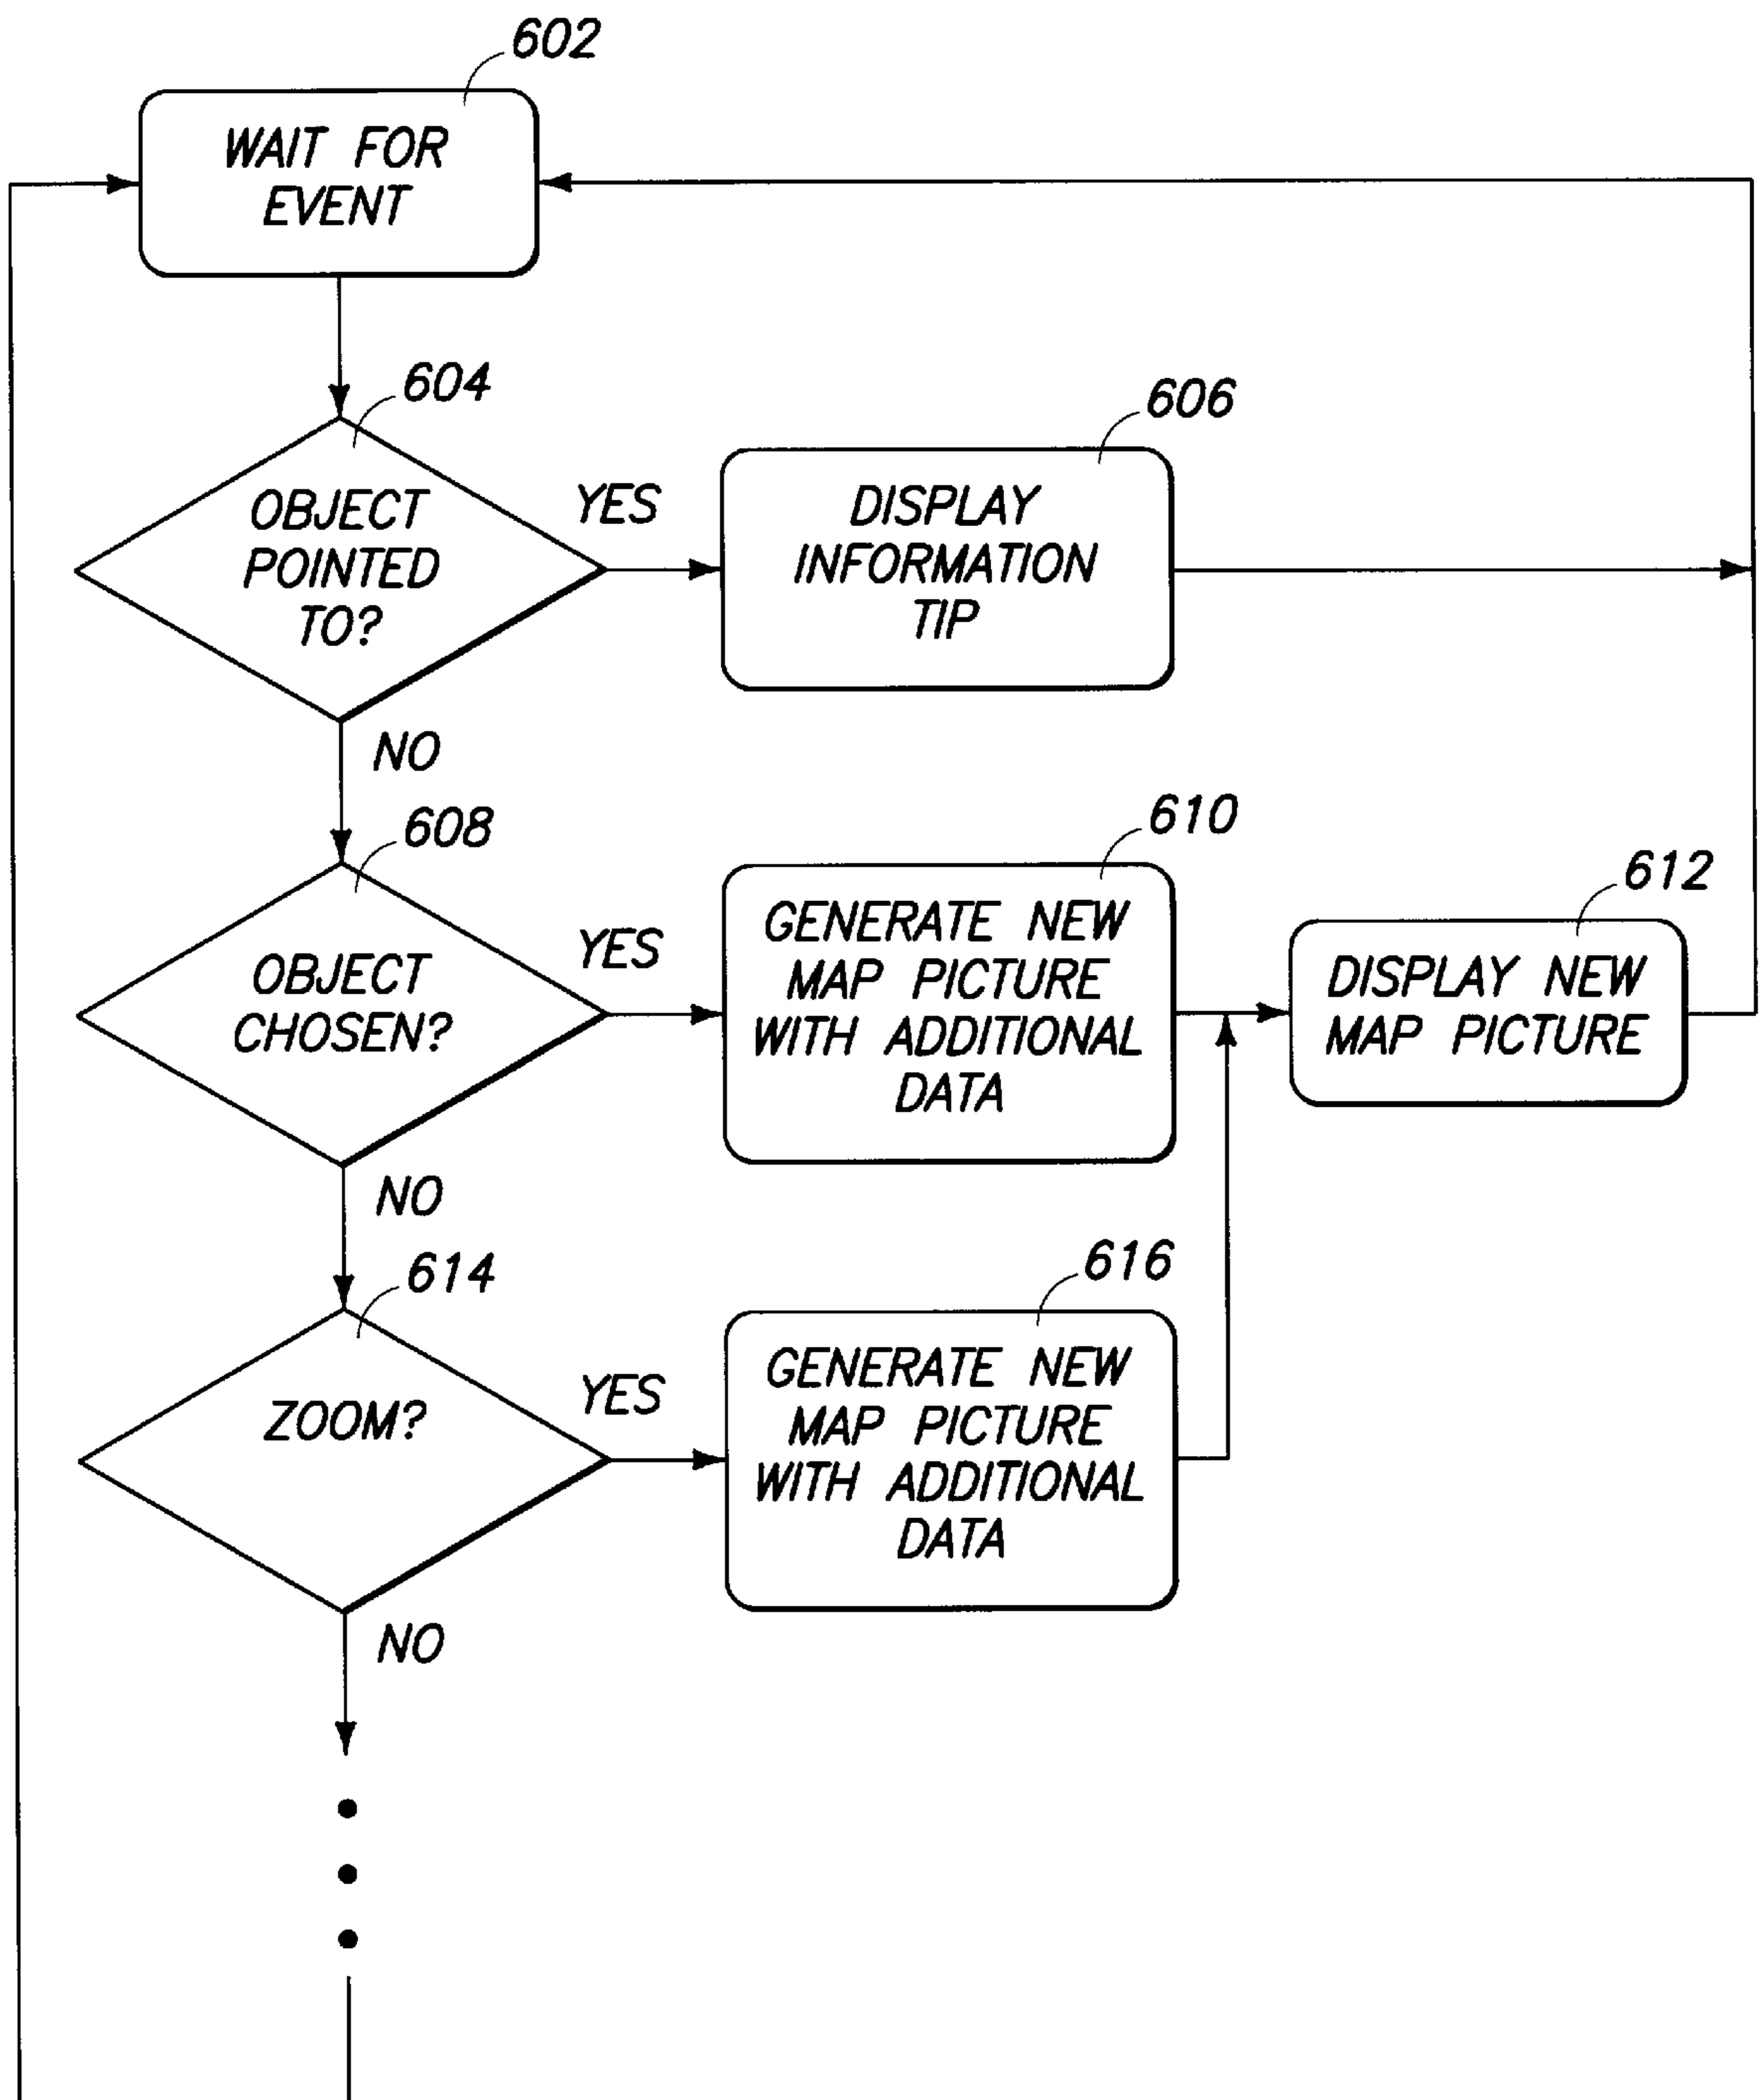 602
WAIT FOR
EVENT
604
OBJECT
POINTED
TO?
YES
606
DISPLAY
INFORMATION
TIP
NO
608
OBJECT
CHOSEN?
YES
610
GENERATE NEW
MAP PICTURE
WITH ADDITIONAL
DATA
612
DISPLAY NEW
MAP PICTURE
NO
614
ZOOM?
YES
616
GENERATE NEW
MAP PICTURE
WITH ADDITIONAL
DATA
NO